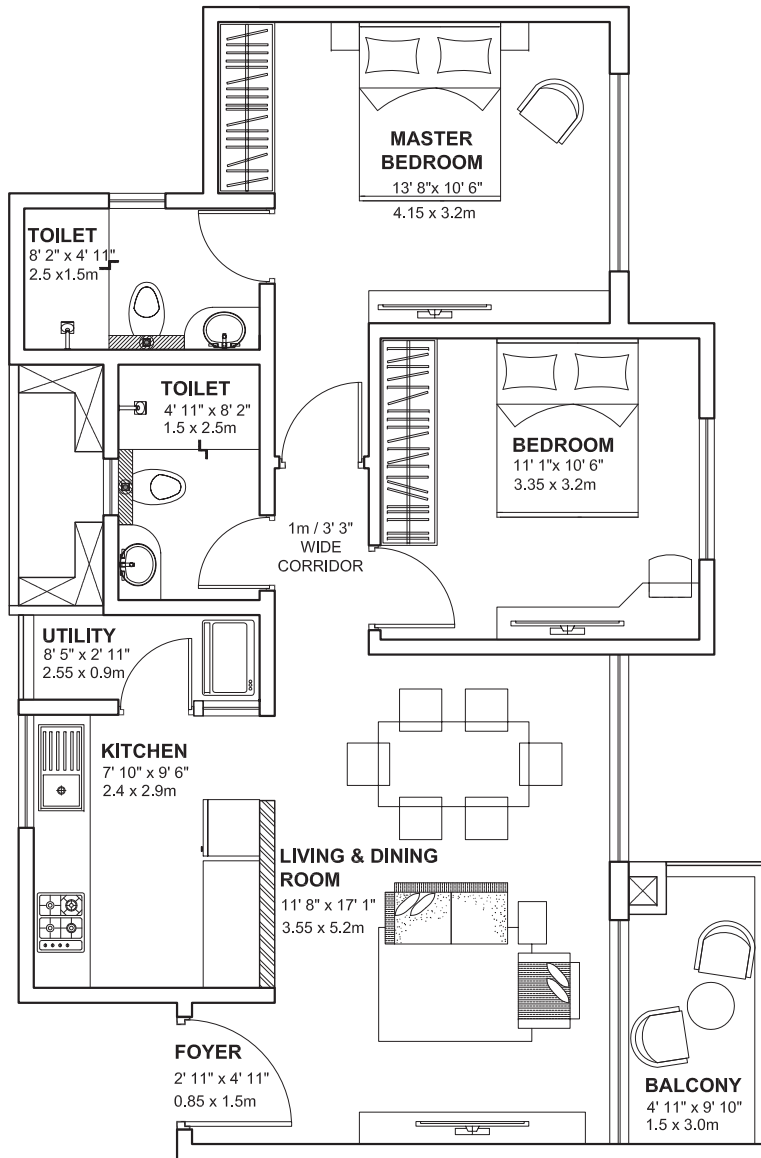 MASTER
BEDROOM
13' 8"x 10' 6"
4.15 x 3.2m
TOILET
8' 2" x 4' 11"
2.5 x1.5m
TOILET
4' 11" x 8' 2"
1.5 x 2.5m
BEDROOM
11' 1"x 10' 6"
3.35 x 3.2m
1m / 3' 3"
WIDE
CORRIDOR
UTILITY
8' 5" x 2' 11"
2.55 x 0.9m
KITCHEN
7' 10" x 9' 6"
2.4 x 2.9m
LIVING & DINING
ROOM
11' 8" x 17' 1"
3.55 x 5.2m
FOYER
2' 11" x 4' 11"
0.85 x 1.5m
BALCONY
4' 11" x 9' 10"
1.5 x 3.0m